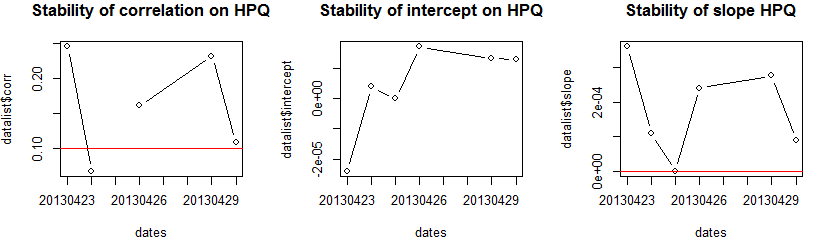 Stability of correlation on HPQ
datalist$corr
0.20
0.10
20130423 20130426 20130429
dates
Stability of intercept on HPQ
datalist$intercept
0e+00
-2e-05
20130423 20130426 20130429
dates
Stability of slope HPQ
datalist$slope
2e-04
0e+00
20130423 20130426 20130429
dates